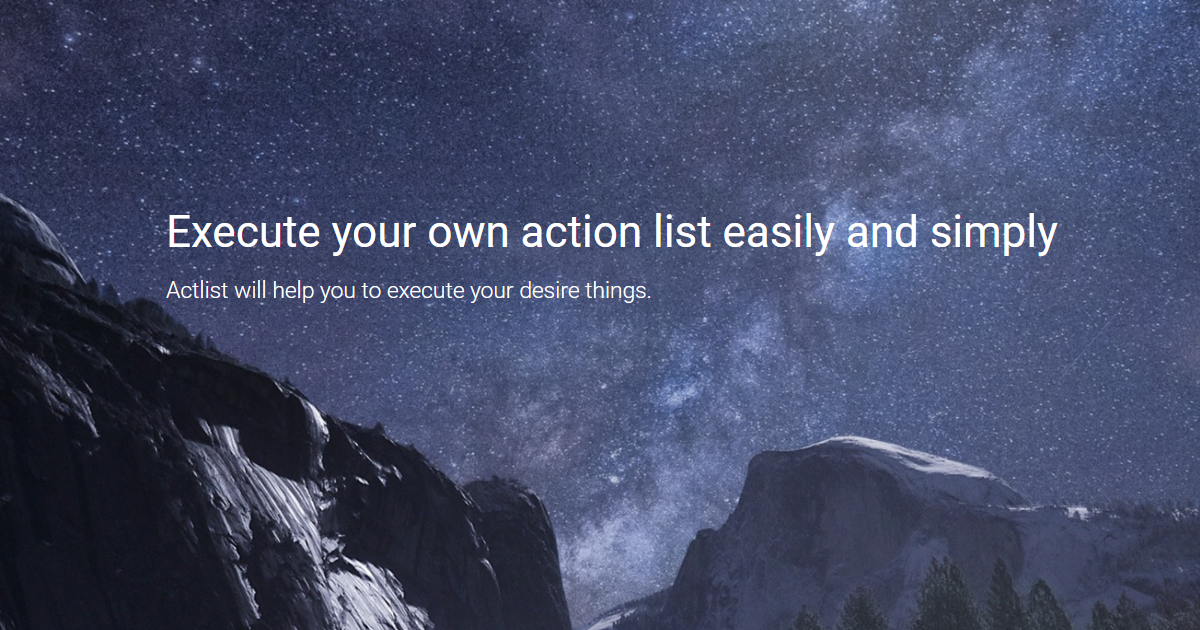 Execute your own action list easily and simply
Actlist will help you to execute your desire things.